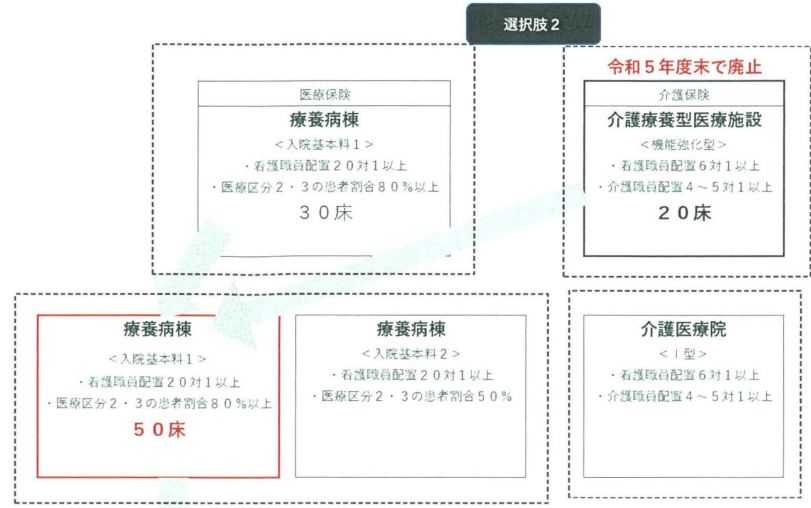 選択肢２
医療保険
療養病棟
＜入院基本料１＞
・看護職員配置２０対１以上
・医療区分２・３の患者割合８０％以上
３０床
令和５年度末で廃止
介護保険
介護療養型医療施設
＜機能強化型＞
・看護職員配置６対１以上
・介護職員配置４～５対１以上
２０床
療養病棟
＜入院基本料１＞
・看護職員配置２０対１以上
・医療区分２・３の患者割合８０％以上
５０床
療養病棟
＜入院基本料２＞
・看護職員配置２０対１以上
・医療区分２・３の患者割合５０％
介護医療院
＜Ⅰ型＞
・看護職員配置６対１以上
・介護職員配置４～５対１以上